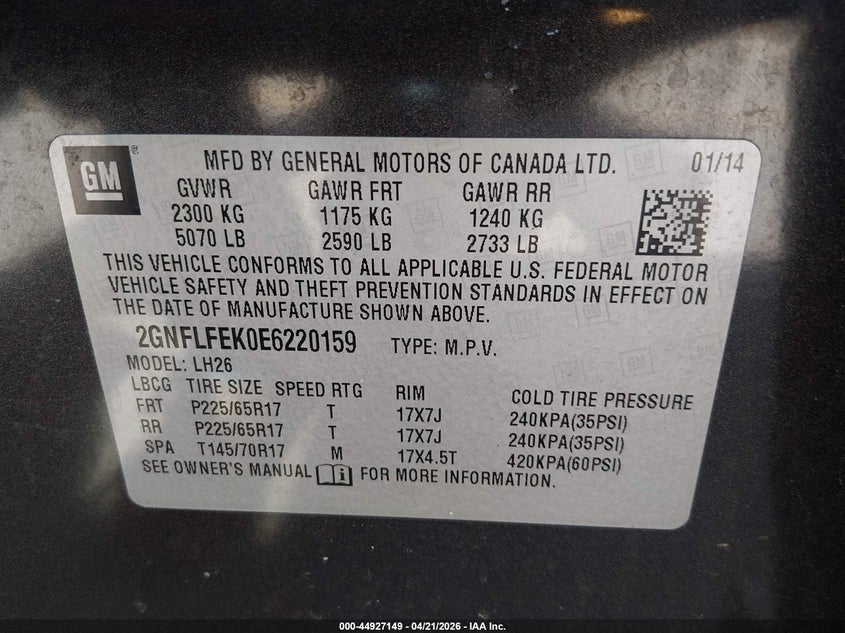 GM
MFD BY GENERAL MOTORS OF CANADA LTD. 01/14
GVWR GAWR FRT GAWR RR
2300 KG 1175 KG 1240 KG
5070 LB 2590 LB 2733 LB
THIS VEHICLE CONFORMS TO ALL APPLICABLE U.S. FEDERAL MOTOR
VEHICLE SAFETY AND THEFT PREVENTION STANDARDS IN EFFECT ON
THE DATE OF MANUFACTURE SHOWN ABOVE.
2GNFLFEK0E6220159 TYPE: M.P.V.
MODEL: LH26
LBCG TIRE SIZE SPEED RTG RIM COLD TIRE PRESSURE
FRT P225/65R17 T 17X7J 240KPA(35PSI)
RR P225/65R17 T 17X7J 240KPA(35PSI)
SPA T145/70R17 M 17X4.5T 420KPA(60PSI)
SEE OWNER'S MANUAL i FOR MORE INFORMATION.
000-44927149 — 04/21/2026 — IAA Inc.